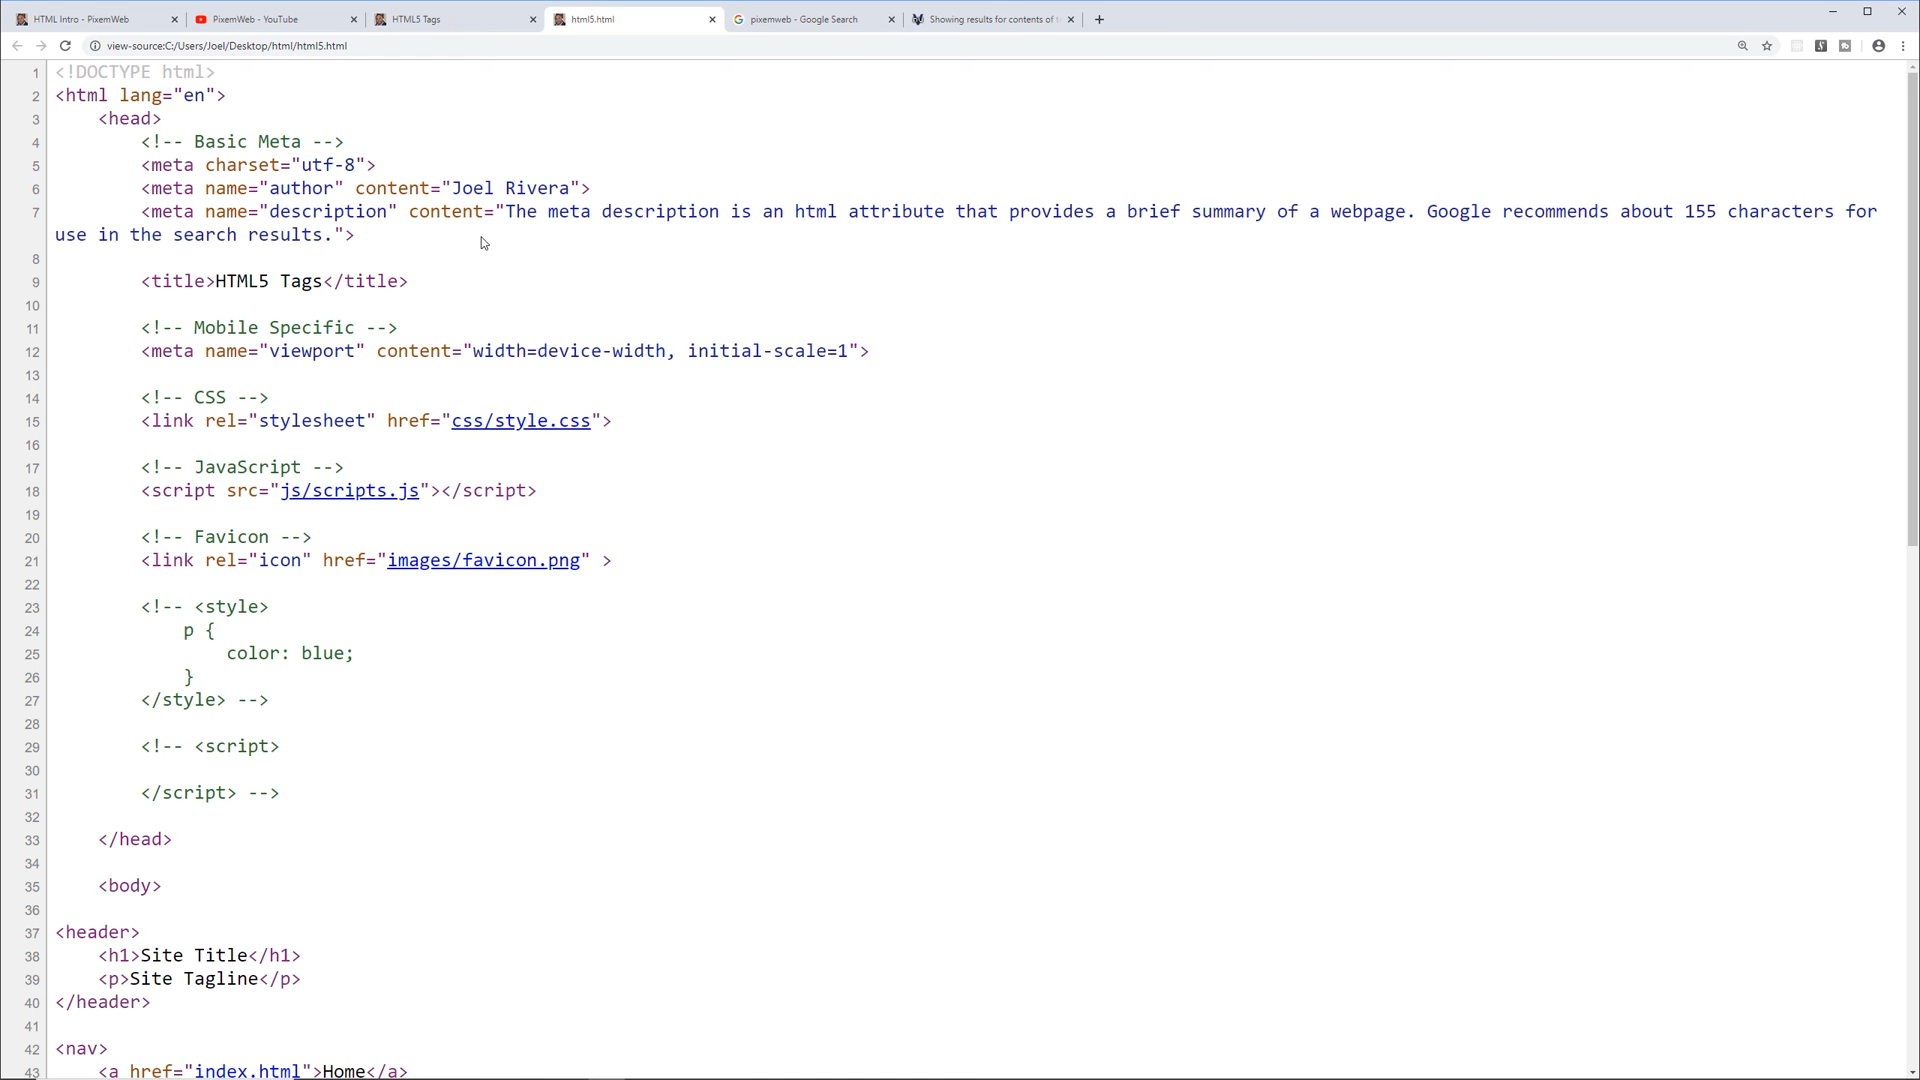 HTML Intro - PixemWeb
PixemWeb - YouTube
HTML5 Tags
html5.html
pixemweb - Google Search
Showing results for contents of
view-source:C:/Users/Joel/Desktop/html/html5.html
1 <!DOCTYPE html>
2 <html lang="en">
3 <head>
4 <!-- Basic Meta -->
5 <meta charset="utf-8">
6 <meta name="author" content="Joel Rivera">
7 <meta name="description" content="The meta description is an html attribute that provides a brief summary of a webpage. Google recommends about 155 characters for
use in the search results.">
8
9 <title>HTML5 Tags</title>
10
11 <!-- Mobile Specific -->
12 <meta name="viewport" content="width=device-width, initial-scale=1">
13
14 <!-- CSS -->
15 <link rel="stylesheet" href="css/style.css">
16
17 <!-- JavaScript -->
18 <script src="js/scripts.js"></script>
19
20 <!-- Favicon -->
21 <link rel="icon" href="images/favicon.png" >
22
23 <!-- <style>
24 p {
25 color: blue;
26 }
27 </style> -->
28
29 <!-- <script>
30
31 </script> -->
32
33 </head>
34
35 <body>
36
37 <header>
38 <h1>Site Title</h1>
39 <p>Site Tagline</p>
40 </header>
41
42 <nav>
43 <a href="index.html">Home</a>